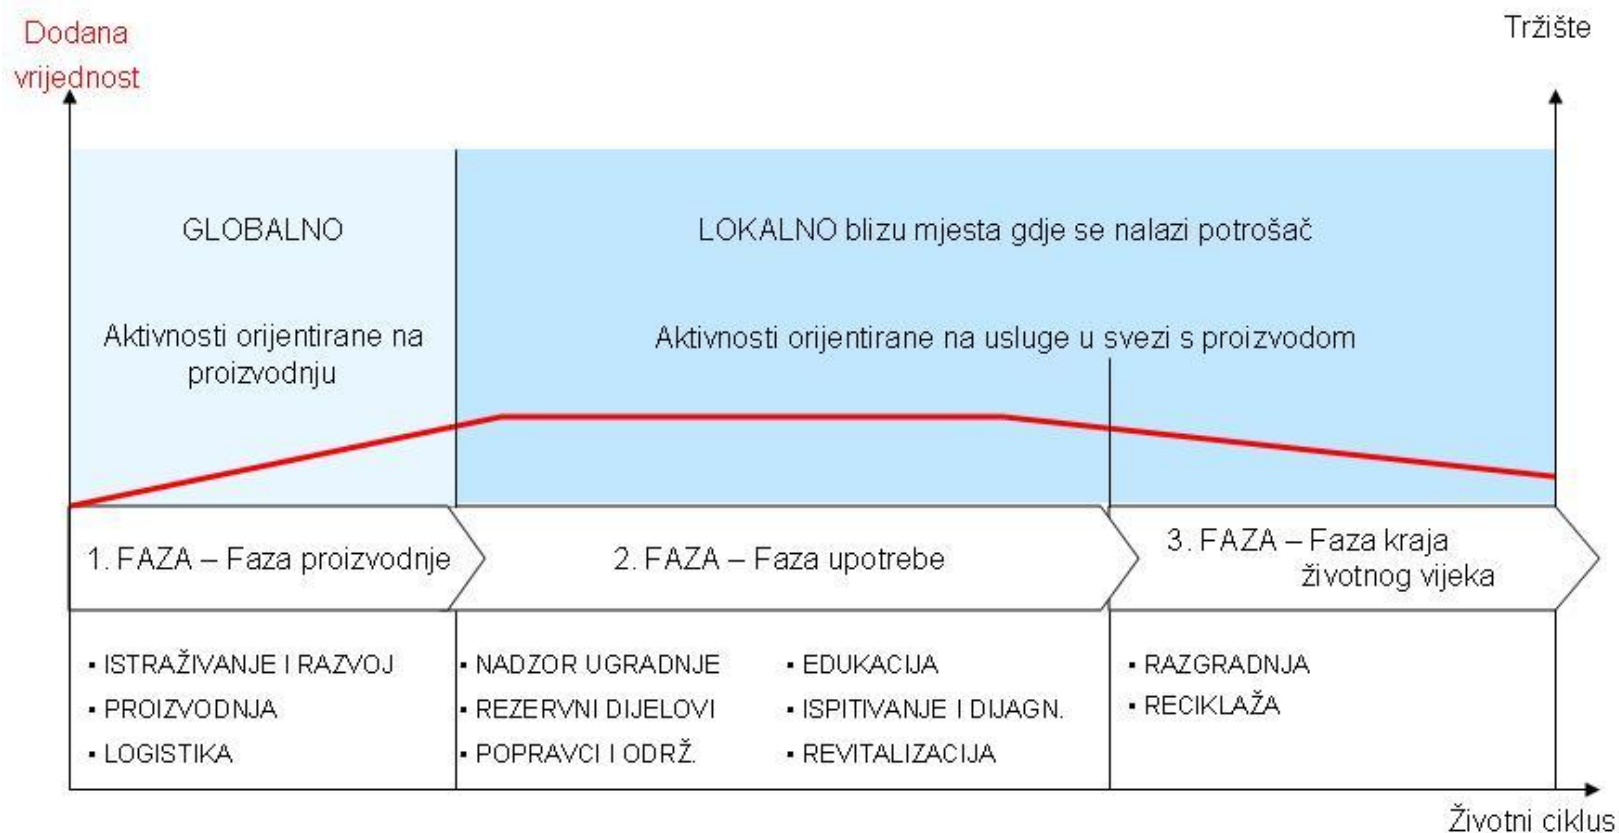 Dodana
vrijednost
Tržište
GLOBALNO
Aktivnosti orijentirane na
proizvodnju
LOKALNO blizu mjesta gdje se nalazi potrošač
Aktivnosti orijentirane na usluge u svezi s proizvodom
1. FAZA – Faza proizvodnje
2. FAZA – Faza upotrebe
3. FAZA – Faza kraja
životnog vijeka
▪ ISTRAŽIVANJE I RAZVOJ
▪ PROIZVODNJA
▪ LOGISTIKA
▪ NADZOR UGRADNJE
▪ REZERVNI DIJELOVI
▪ POPRAVCI I ODRŽ.
▪ EDUKACIJA
▪ ISPITIVANJE I DIJAGN.
▪ REVITALIZACIJA
▪ RAZGRADNJA
▪ RECIKLAŽA
Životni ciklus